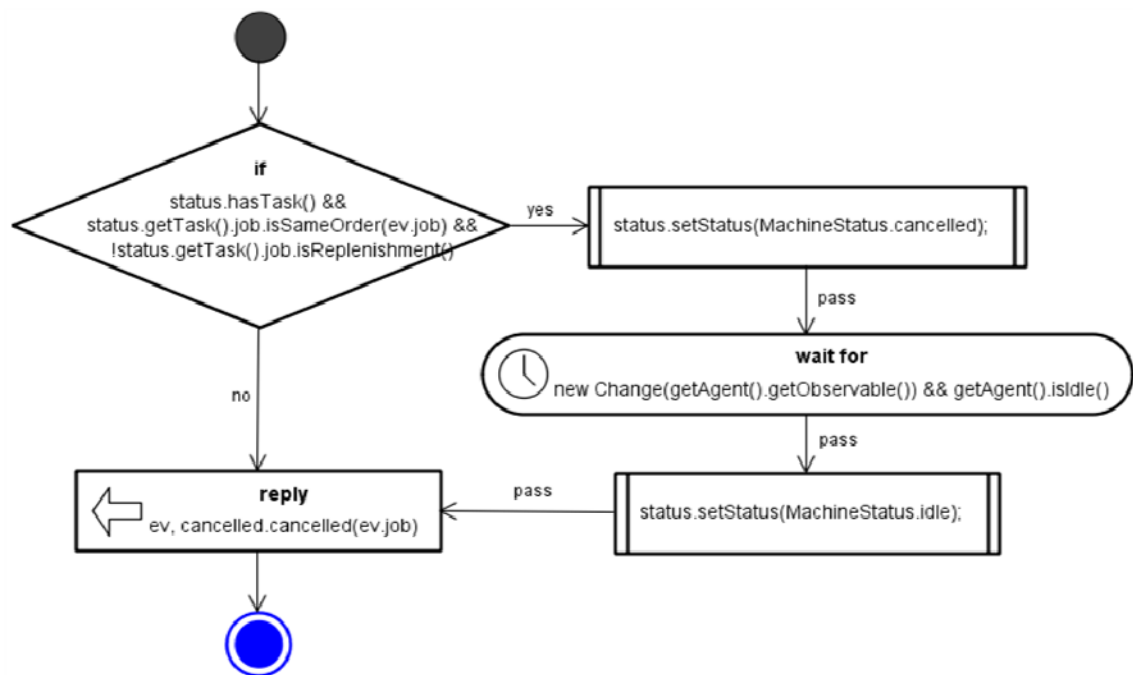 if
status.hasTask() &&
status.getTask().job.isSameOrder(ev.job) &&
!status.getTask().job.isReplenishment()
yes
status.setStatus(MachineStatus.cancelled);
pass
wait for
new Change(getAgent().getObservable()) && getAgent().isIdle()
no
pass
reply
ev, cancelled.cancelled(ev.job)
pass
status.setStatus(MachineStatus.idle);